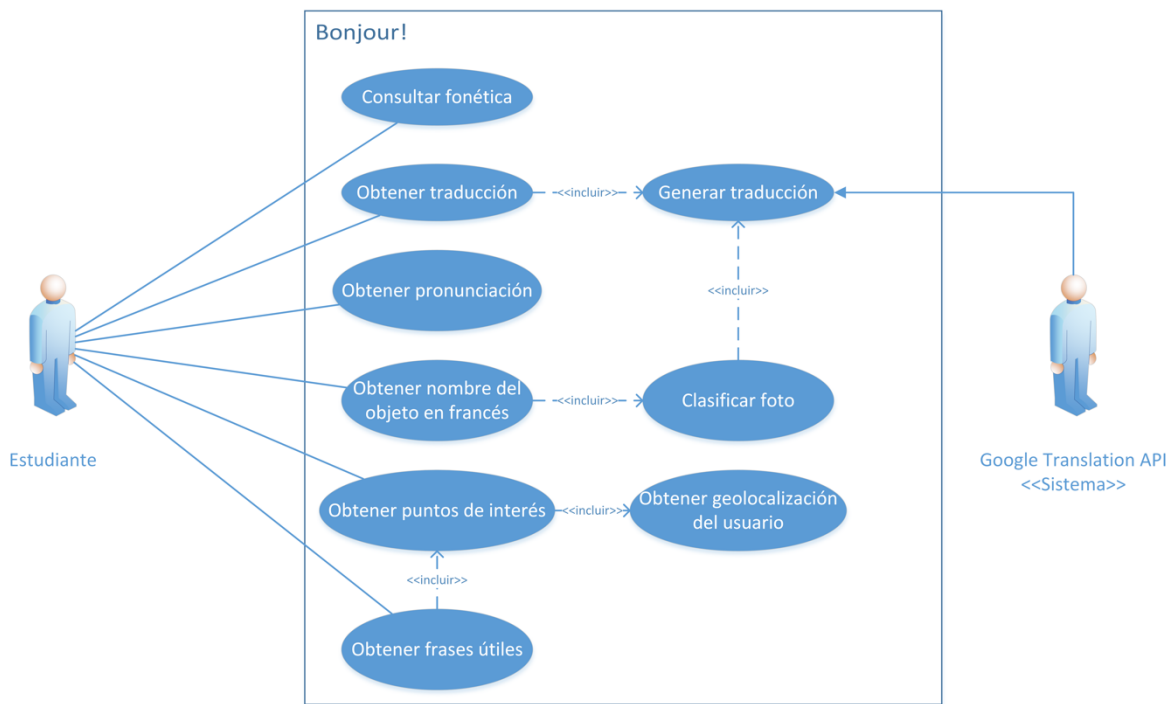 Bonjour!
Consultar fonética
Obtener traducción
<<incluir>>
Generar traducción
Obtener pronunciación
<<incluir>>
Obtener nombre del
objeto en francés
<<incluir>>
Clasificar foto
Estudiante
Google Translation API
<<Sistema>>
Obtener puntos de interés
<<incluir>>
Obtener geolocalización
del usuario
<<incluir>>
Obtener frases útiles